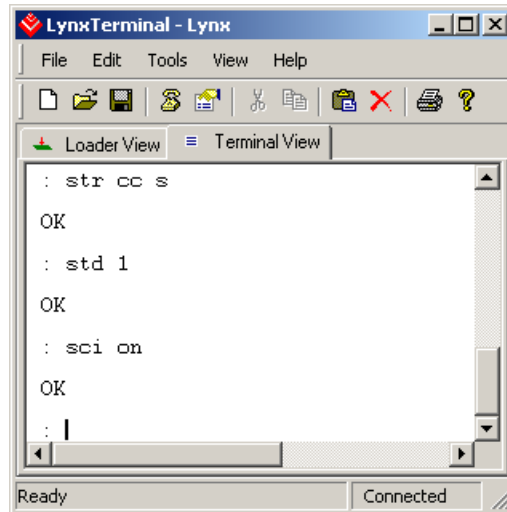 LynxTerminal - Lynx
File Edit Tools View Help
Loader View Terminal View
: str cc s
OK
: std 1
OK
: sci on
OK
:
Ready Connected